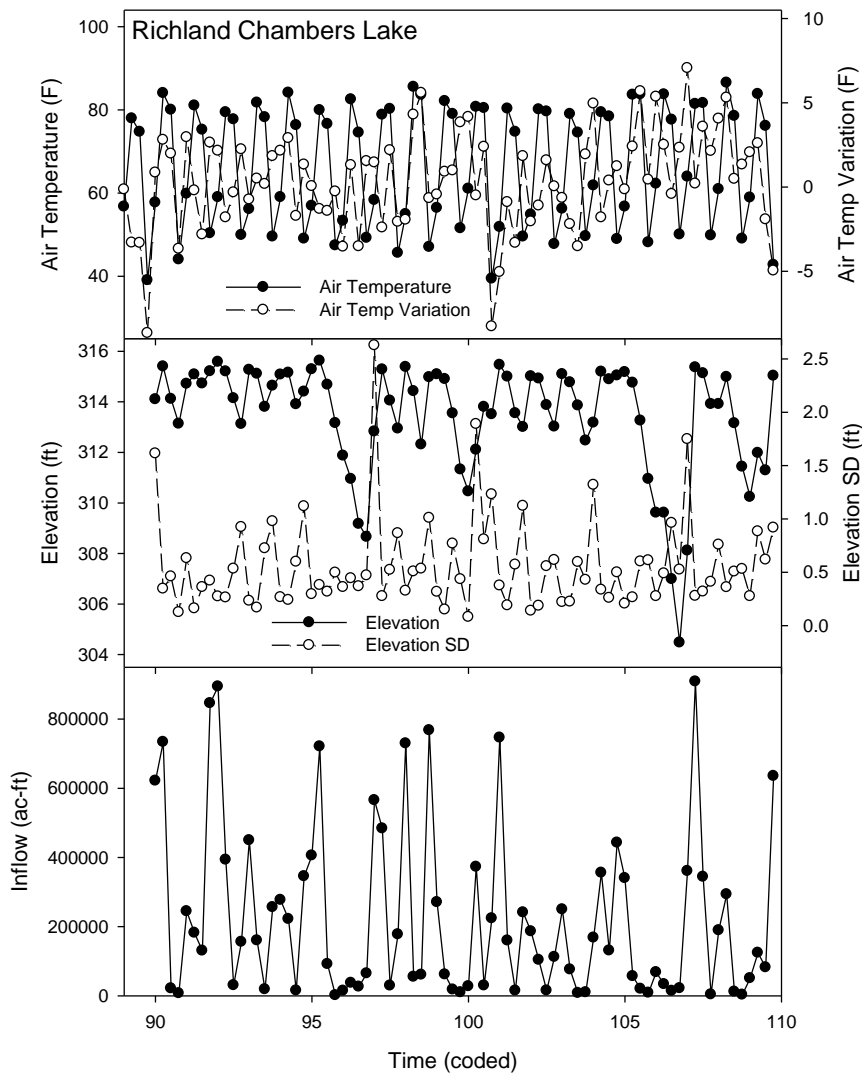 Richland Chambers Lake
100
80
60
40
Air Temperature (F)
10
5
0
-5
Air Temp Variation (F)
Air Temperature
Air Temp Variation
316
314
312
310
308
306
304
Elevation (ft)
2.5
2.0
1.5
1.0
0.5
0.0
Elevation SD (ft)
Elevation
Elevation SD
800000
600000
400000
200000
0
Inflow (ac-ft)
90 95 100 105 110
Time (coded)